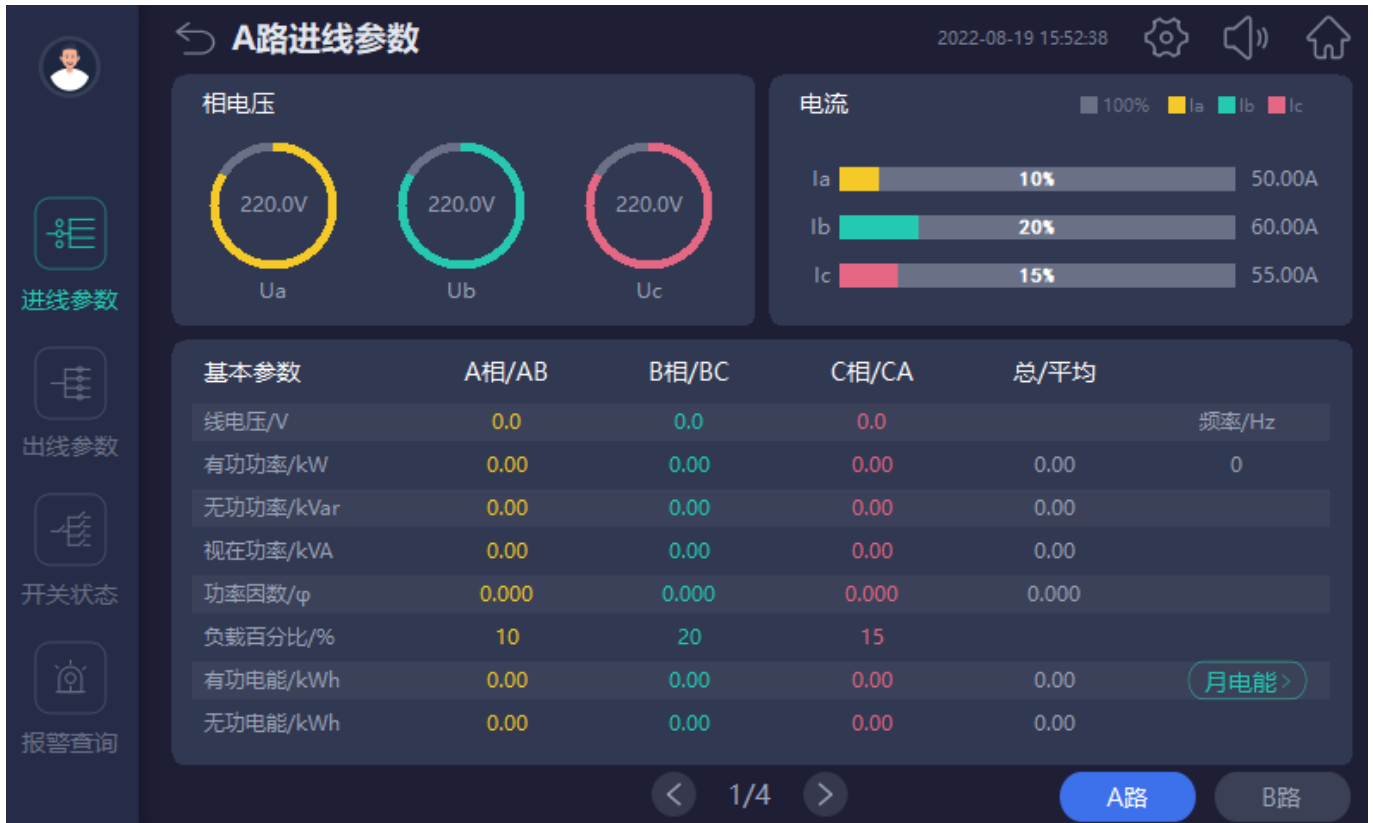 A路进线参数
2022-08-19 15:52:38
相电压
220.0V 220.0V 220.0V
Ua Ub Uc
电流
100% Ia Ib Ic
Ia 10% 50.00A
Ib 20% 60.00A
Ic 15% 55.00A
进线参数
出线参数
开关状态
报警查询
基本参数 A相/AB B相/BC C相/CA 总/平均
线电压/V 0.0 0.0 0.0 频率/Hz
有功功率/kW 0.00 0.00 0.00 0.00 0
无功功率/kVar 0.00 0.00 0.00 0.00
视在功率/kVA 0.00 0.00 0.00 0.00
功率因数/φ 0.000 0.000 0.000 0.000
负载百分比/% 10 20 15
有功电能/kWh 0.00 0.00 0.00 0.00 月电能>
无功电能/kWh 0.00 0.00 0.00 0.00
< 1/4 >
A路 B路